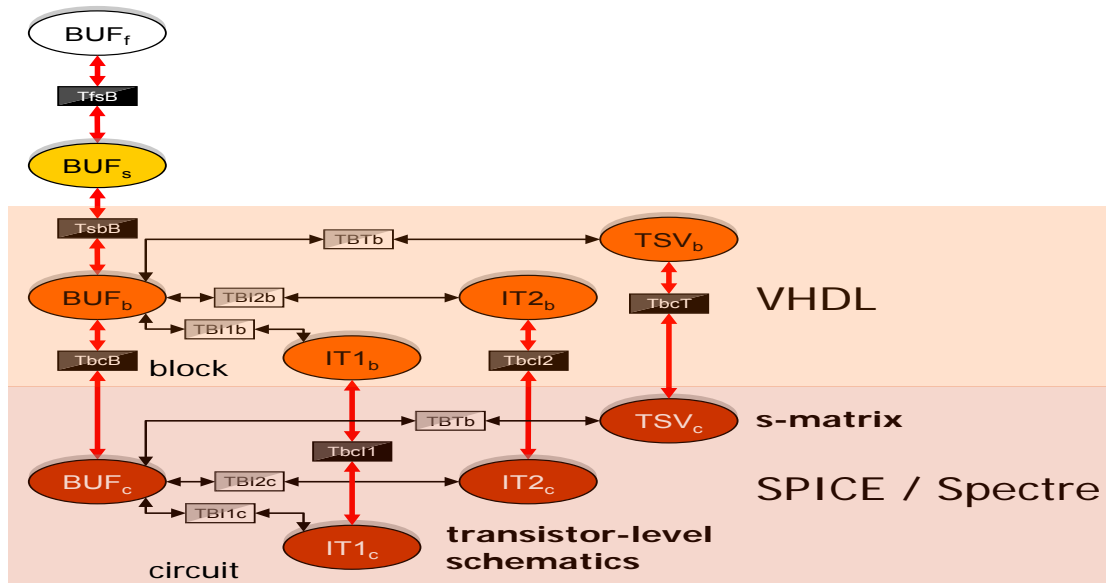 BUFf
TfsB
BUFs
TsbB
TBTb
TSVb
BUFb
TBI2b
IT2b
TbcT
VHDL
TBI1b
TbcB
block
IT1b
TbcI2
TBTb
TSVc
s-matrix
TbcI1
BUFc
TBI2c
IT2c
SPICE / Spectre
TBI1c
IT1c
transistor-level
schematics
circuit